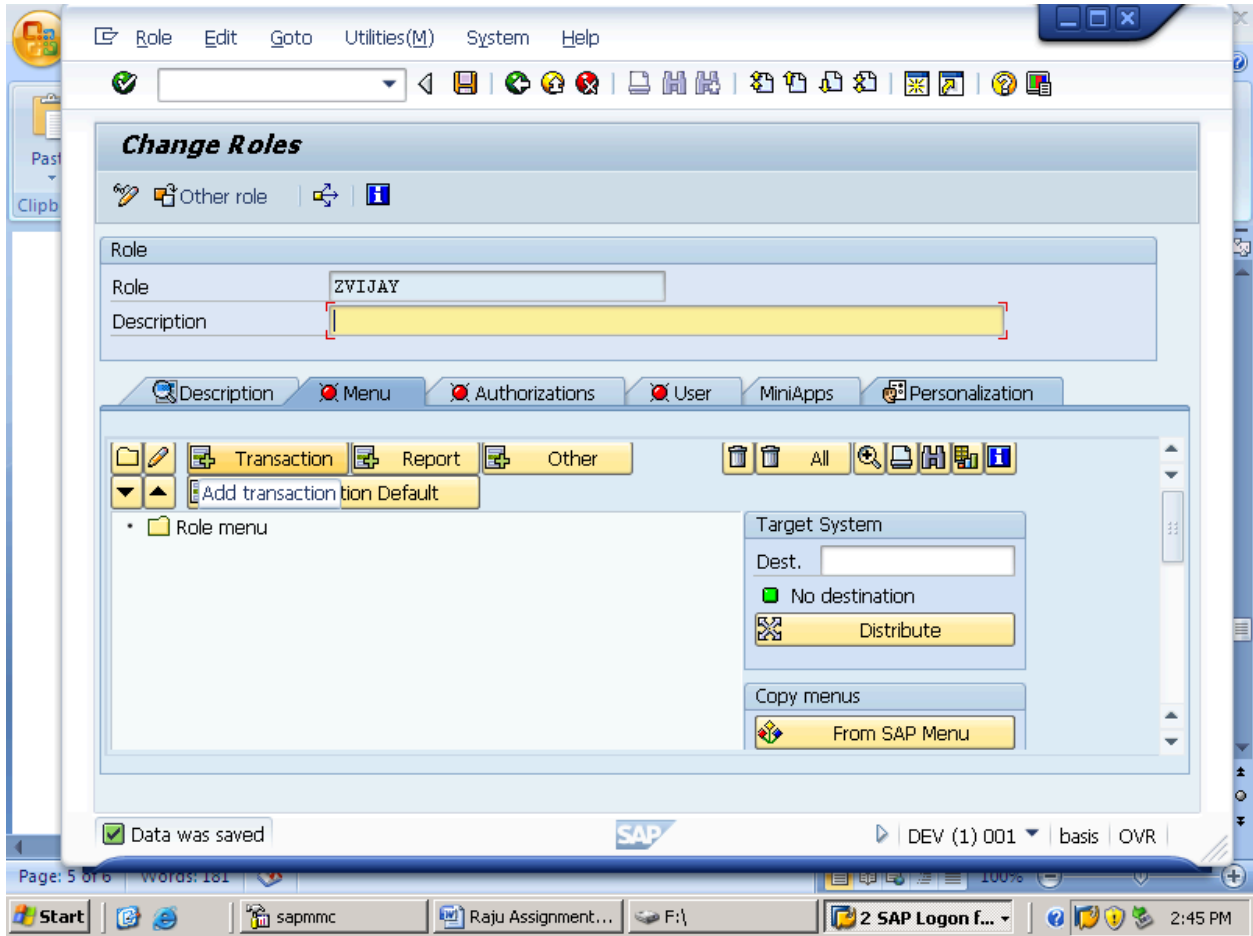 Role Edit Goto Utilities(M) System Help
Past
Clipb
Change Roles
Other role
Role
Role ZVIJAY
Description
Description Menu Authorizations User MiniApps Personalization
Transaction Report Other All
Add transaction tion Default
Role menu
Target System
Dest.
No destination
Distribute
Copy menus
From SAP Menu
Data was saved SAP DEV (1) 001 basis OVR
Page: 5 of 6 Words: 181 100%
Start sapmmc Raju Assignment... F:\ 2 SAP Logon f... 2:45 PM